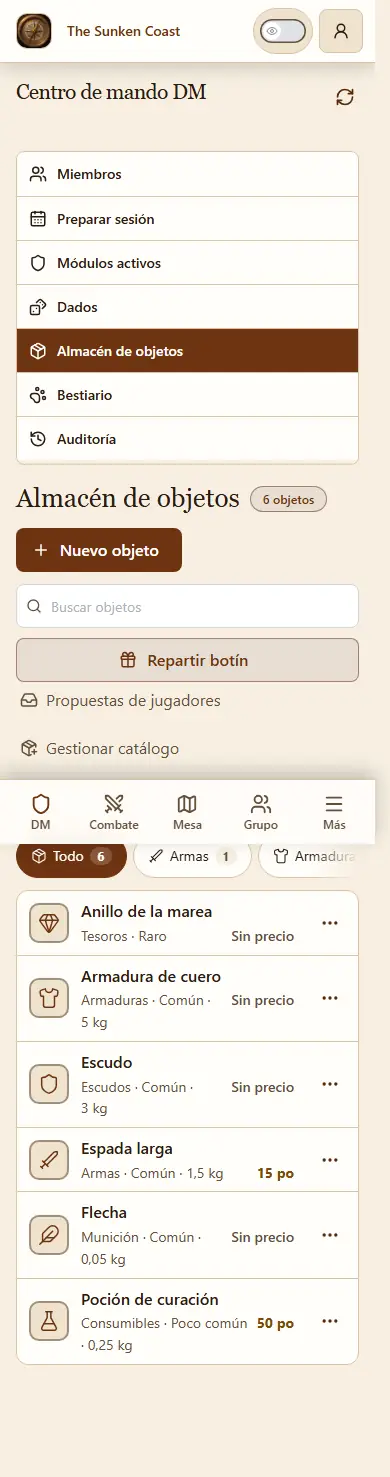 The Sunken Coast
Centro de mando DM
Miembros
Preparar sesión
Módulos activos
Dados
Almacén de objetos
Bestiario
Auditoría
Almacén de objetos
6 objetos
Nuevo objeto
Buscar objetos
Repartir botín
Propuestas de jugadores
Gestionar catálogo
DM
Combate
Mesa
Grupo
Más
Todo 6
Armas 1
Armadura
Anillo de la marea
Tesoros · Raro
Sin precio
Armadura de cuero
Armaduras · Común ·
5 kg
Sin precio
Escudo
Escudos · Común ·
3 kg
Sin precio
Espada larga
Armas · Común · 1,5 kg
15 po
Flecha
Munición · Común ·
0,05 kg
Sin precio
Poción de curación
Consumibles · Poco común
· 0,25 kg
50 po